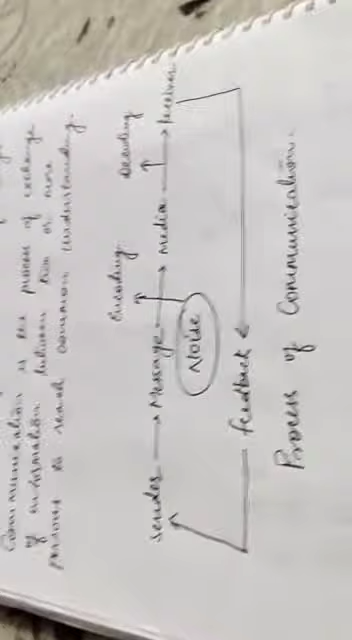 Communication is the process of exchange
of information between two or more
persons to reach common understanding.
Encoding
Decoding
Sender → Message → Media → Receiver
Noise
Feedback
Process of Communication.